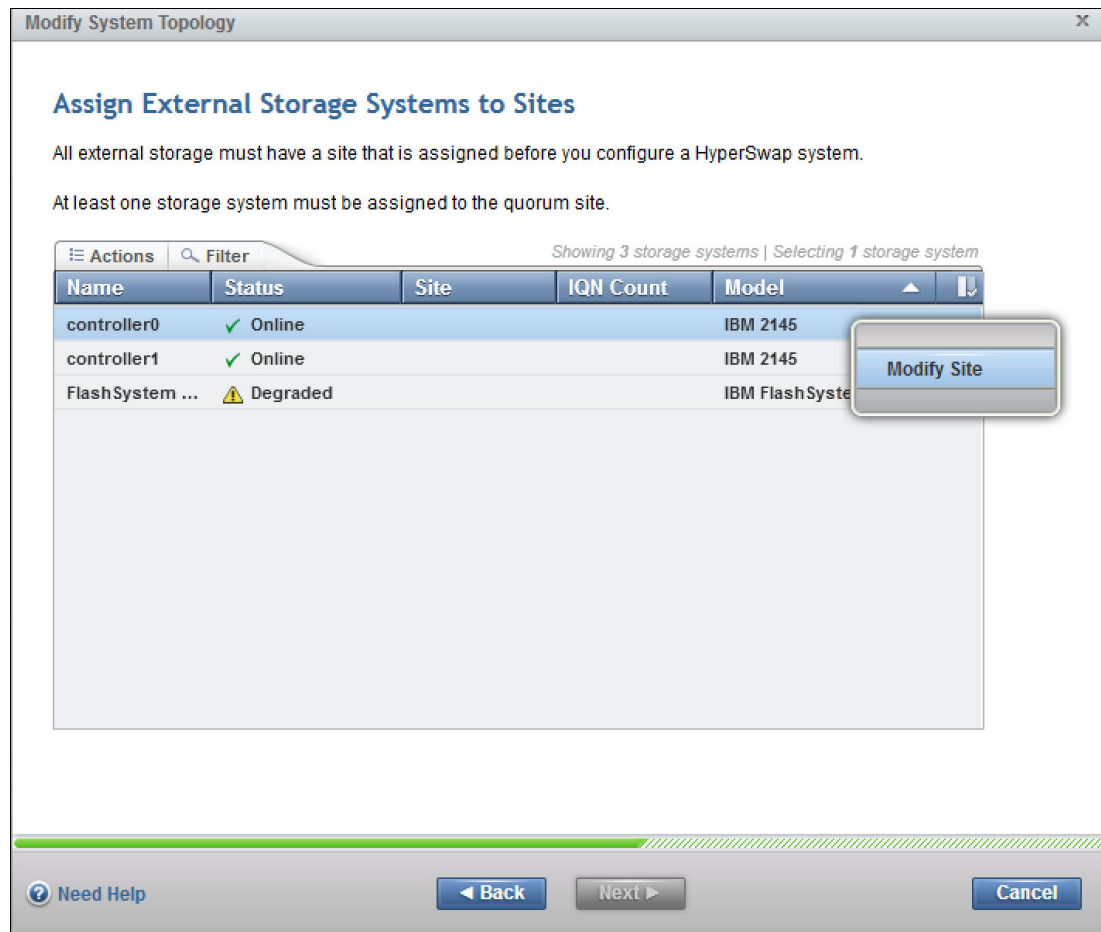 Modify System Topology x
Assign External Storage Systems to Sites
All external storage must have a site that is assigned before you configure a HyperSwap system.
At least one storage system must be assigned to the quorum site.
Actions Filter Showing 3 storage systems | Selecting 1 storage system
Name Status Site IQN Count Model
controller0 Online IBM 2145
controller1 Online IBM 2145
Modify Site
FlashSystem ... Degraded IBM FlashSyste
Need Help Back Next Cancel